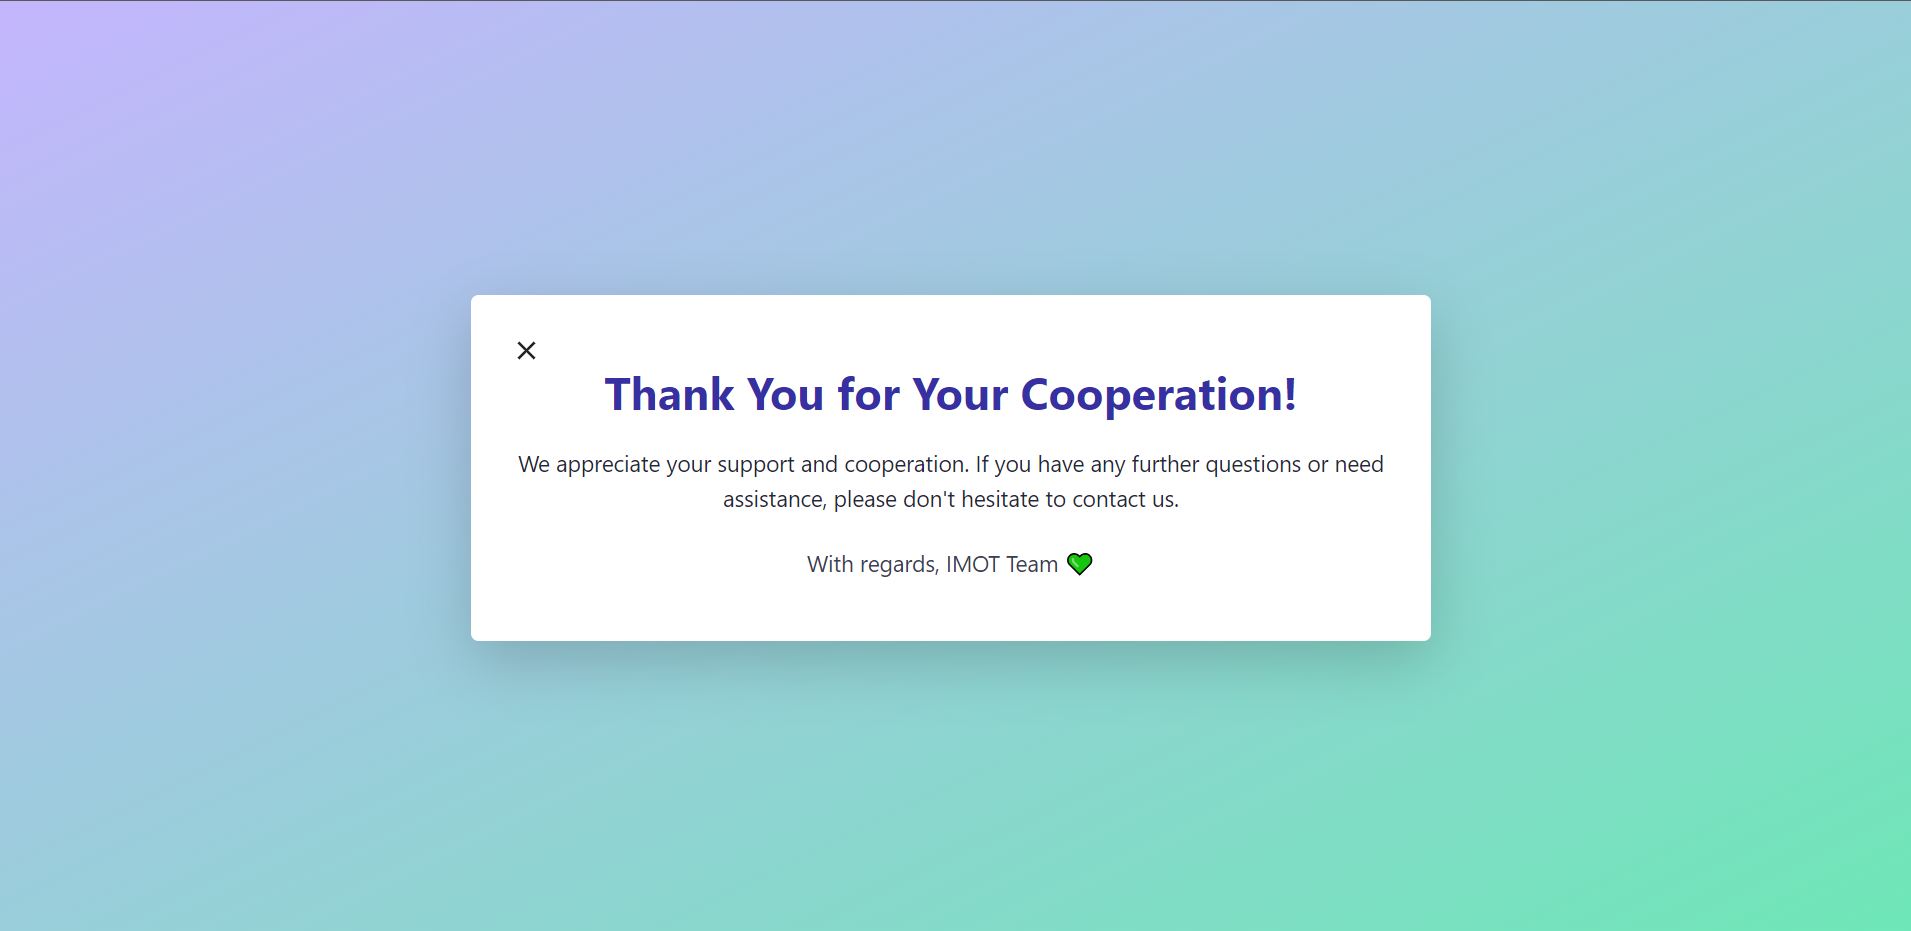 Thank You for Your Cooperation!
We appreciate your support and cooperation. If you have any further questions or need
assistance, please don't hesitate to contact us.
With regards, IMOT Team 💚